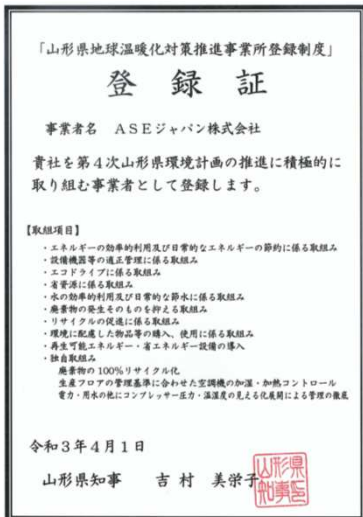 「山形県地球温暖化対策推進事業所登録制度」
登録証
事業者名 ASEジャパン株式会社
貴社を第4次山形県環境計画の推進に積極的に
取り組む事業者として登録します。
【取組項目】
・エネルギーの効率的利用及び日常的なエネルギーの節約に係る取組み
・設備機器等の適正管理に係る取組み
・エコドライブに係る取組み
・省資源に係る取組み
・水の効率的利用及び日常的な節水に係る取組み
・廃棄物の発生そのものを抑える取組み
・リサイクルの促進に係る取組み
・環境に配慮した物品等の購入、使用に係る取組み
・再生可能エネルギー・省エネルギー設備の導入
・独自取組み
廃棄物の100%リサイクル化
生産フロアの管理基準に合わせた空調機の加湿・加熱コントロール
電力・用水の他にコンプレッサー圧力・温湿度の見える化展開による管理の徹底
令和3年4月1日
山形県知事 吉村 美栄子
山形県知事印